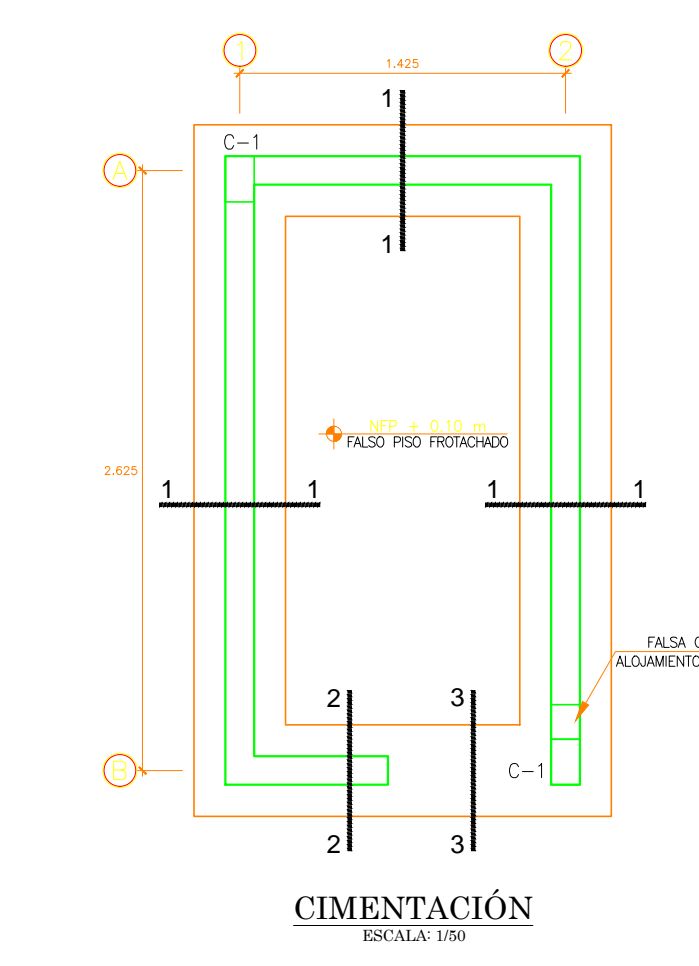 1 2
1.425
1
C-1
A
1
NFP + 0.10 m
FALSO PISO FROTACHADO
2.625
1 1 1 1
FALSA C
ALOJAMIENTO
2 3
B
C-1
2 3
CIMENTACIÓN
ESCALA: 1/50